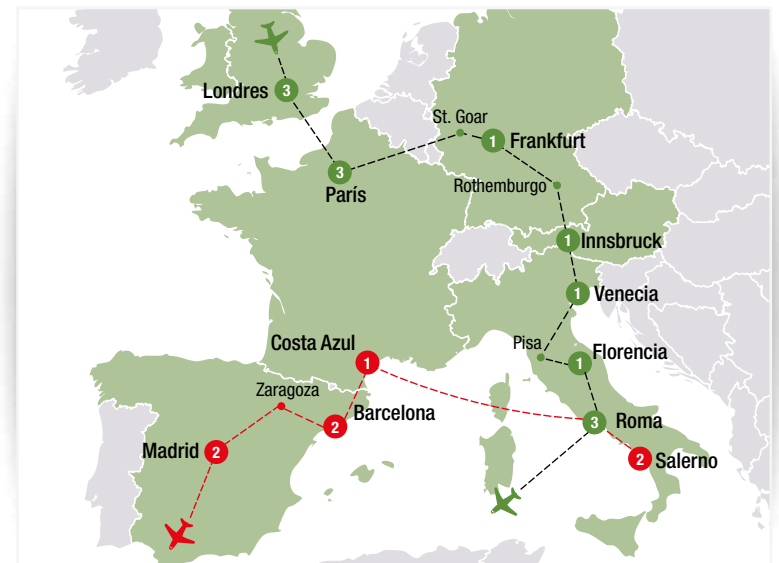 Londres
3
3
París
St. Goar
1
Frankfurt
Rothemburgo
1
Innsbruck
1
Venecia
Pisa
1
Florencia
Costa Azul
1
Zaragoza
Barcelona
2
3
Roma
Madrid
2
2
Salerno